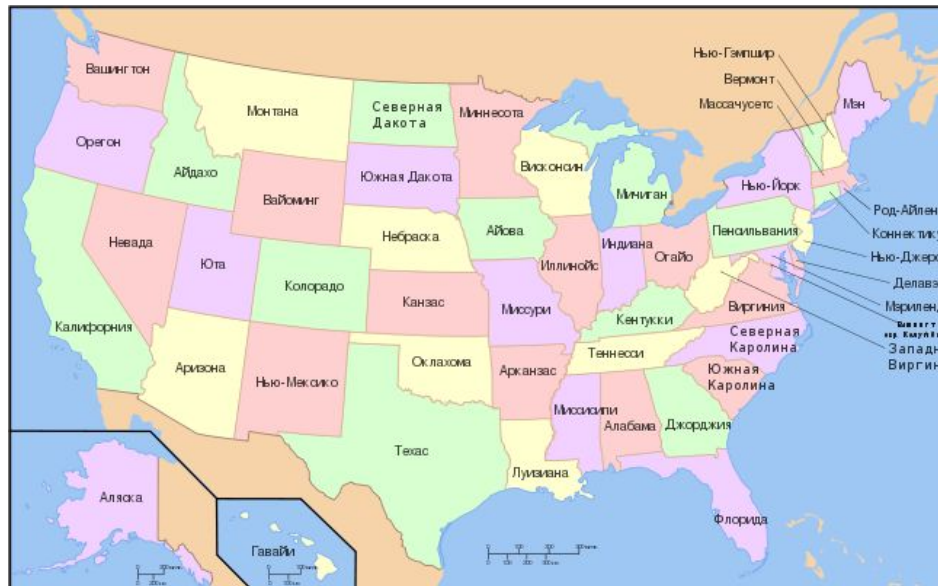 Нью-Гэмпшир
Вермонт
Массачусетс
Вашингтон
Монтана
Северная
Дакота
Миннесота
Мэн
Орегон
Айдахо
Вайоминг
Южная Дакота
Висконсин
Мичиган
Нью-Йорк
Род-Айлен
Коннектику
Нью-Джерс
Делавэ
Мэрилен
Невада
Юта
Колорадо
Небраска
Айова
Иллинойс
Индиана
Огайо
Пенсильвания
Калифорния
Канзас
Миссури
Кентукки
Виргиния
Западн
Виргин
Северная
Каролина
Аризона
Нью-Мексико
Оклахома
Арканзас
Теннесси
Южная
Каролина
Техас
Луизиана
Миссисипи
Алабама
Джорджия
Флорида
Аляска
Гавайи